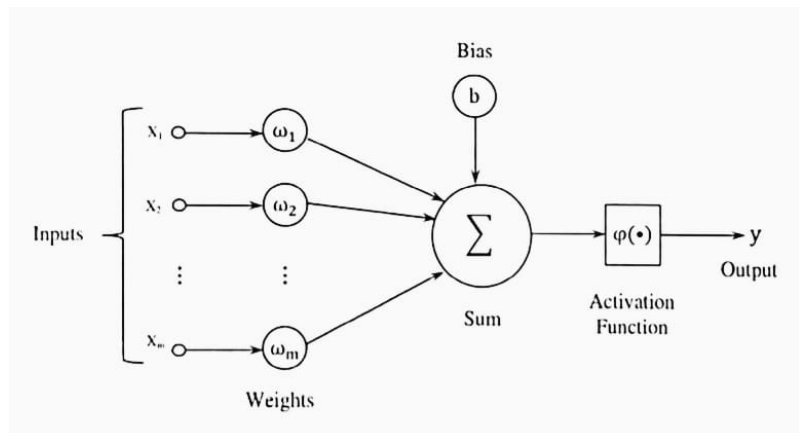 Bias
b
X₁
ω₁
X₂
ω₂
Inputs
Σ
φ(•)
y
Output
⋮
⋮
Activation
Function
Sum
Xₘ
ωₘ
Weights